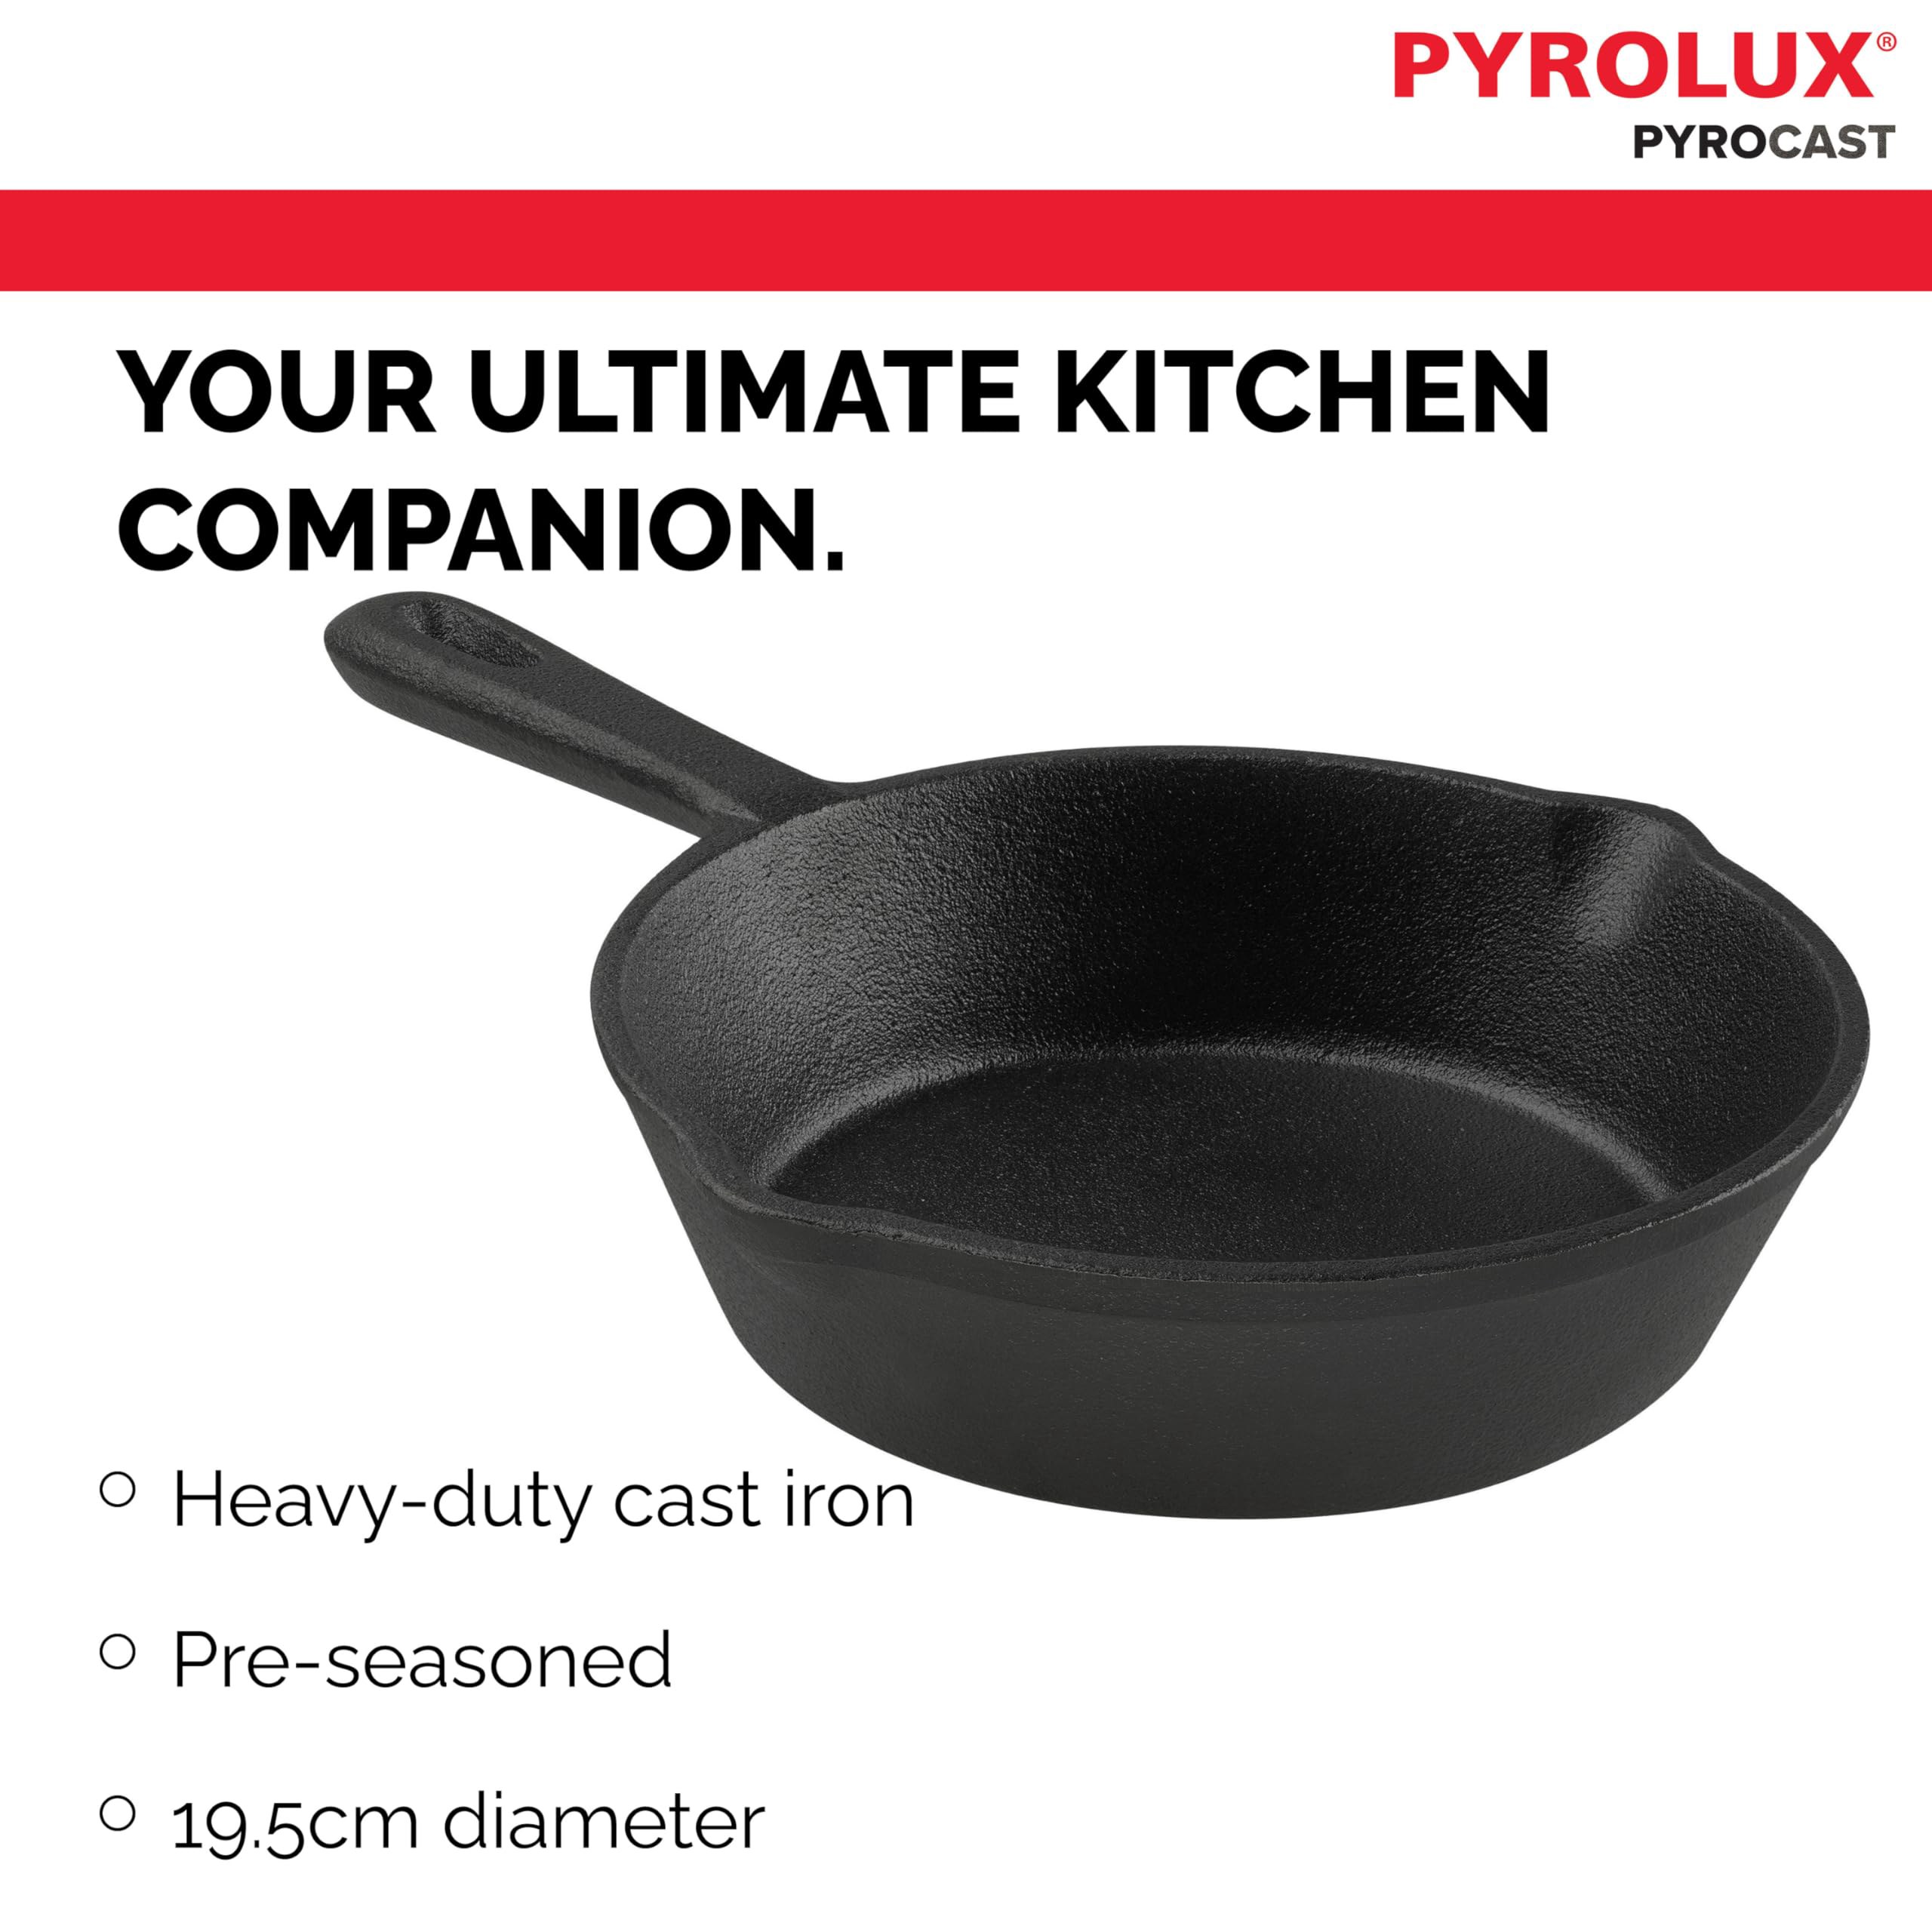 PYROLUX®
PYROCAST
YOUR ULTIMATE KITCHEN
COMPANION.
Heavy-duty cast iron
Pre-seasoned
19.5cm diameter